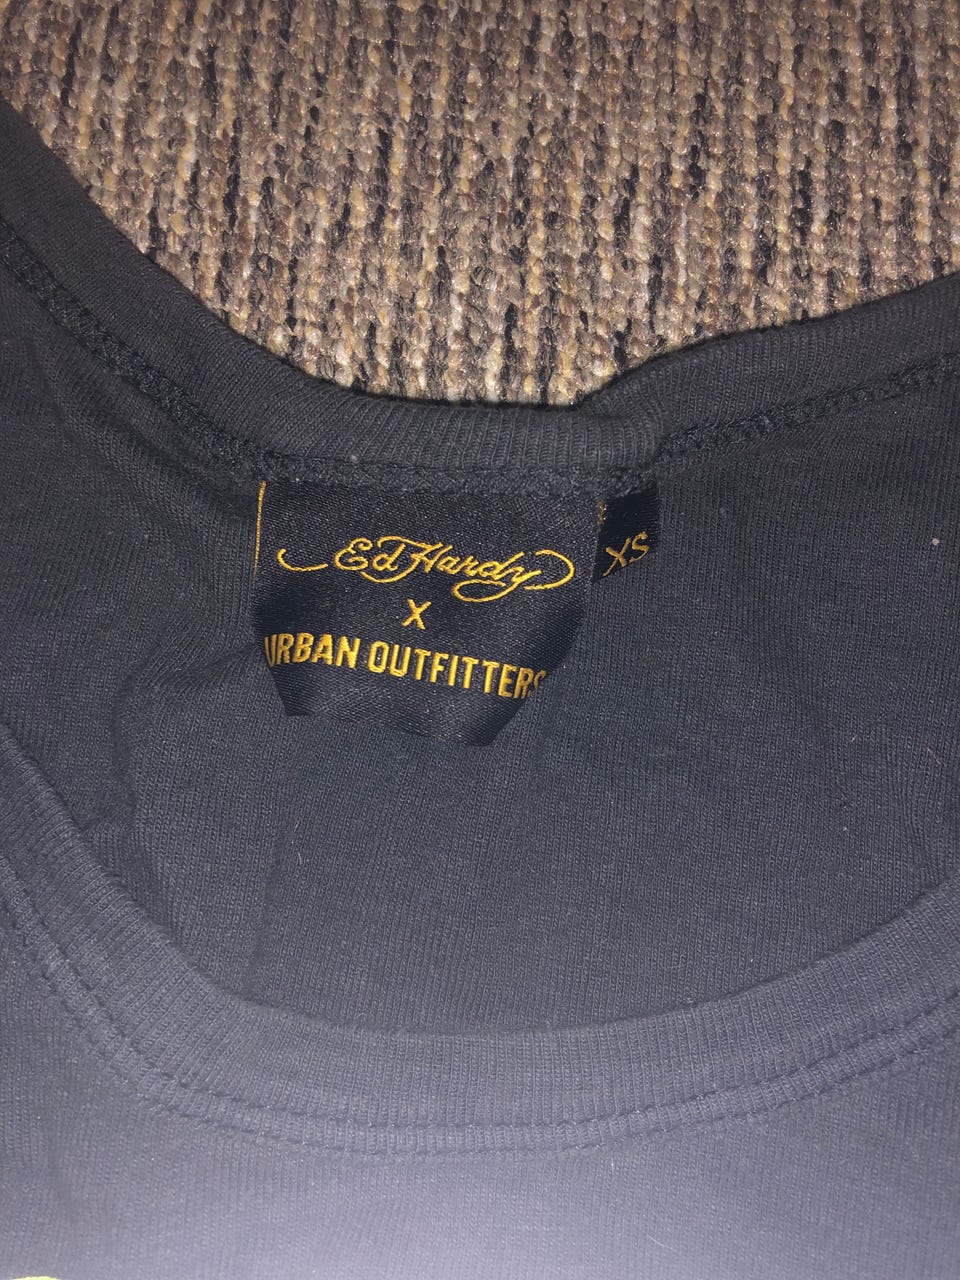 Ed Hardy
X
URBAN OUTFITTERS
XS